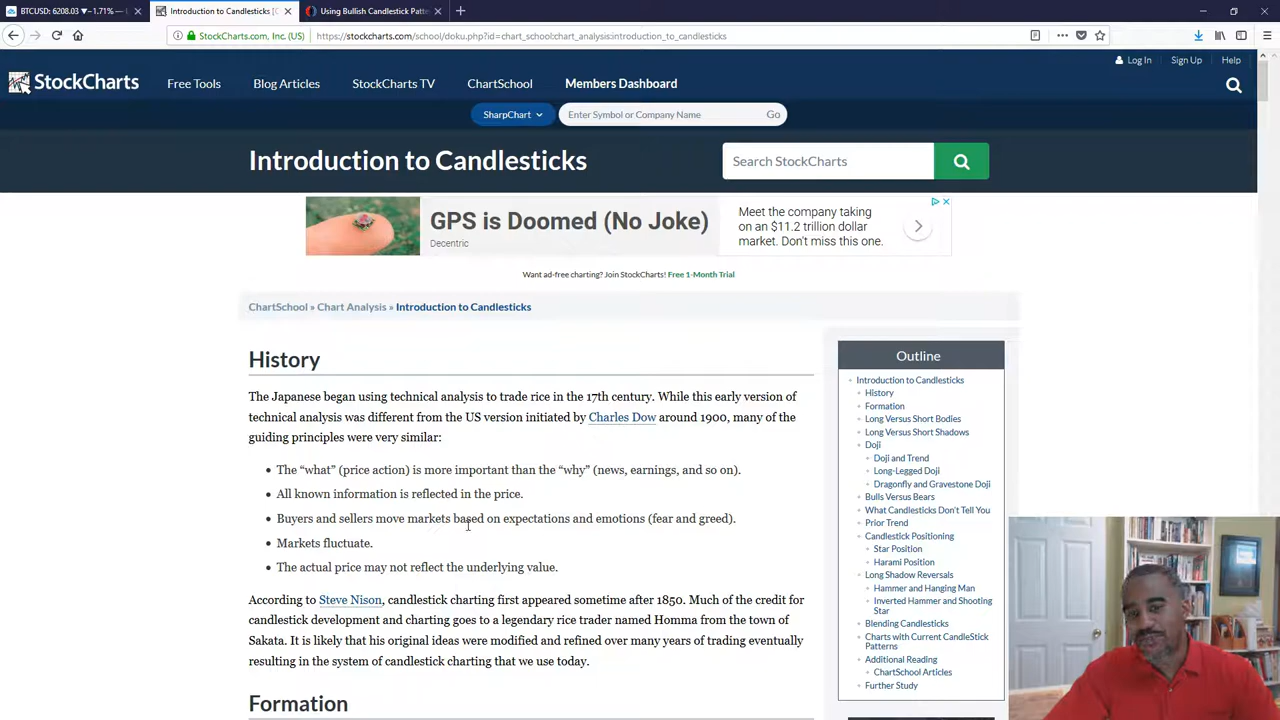 BTCUSD: 6208.03 ▼−1.71% — 
Introduction to Candlesticks [C
Using Bullish Candlestick Patte
StockCharts.com, Inc. (US)
https://stockcharts.com/school/doku.php?id=chart_school:chart_analysis:introduction_to_candlesticks
Log In
Sign Up
Help
StockCharts
Free Tools
Blog Articles
StockCharts TV
ChartSchool
Members Dashboard
SharpChart
Enter Symbol or Company Name
Go
Introduction to Candlesticks
Search StockCharts
GPS is Doomed (No Joke)
Decentric
Meet the company taking
on an $11.2 trillion dollar
market. Don't miss this one.
Want ad-free charting? Join StockCharts! Free 1-Month Trial
ChartSchool » Chart Analysis » Introduction to Candlesticks
History
The Japanese began using technical analysis to trade rice in the 17th century. While this early version of
technical analysis was different from the US version initiated by Charles Dow around 1900, many of the
guiding principles were very similar:
• The “what” (price action) is more important than the “why” (news, earnings, and so on).
• All known information is reflected in the price.
• Buyers and sellers move markets based on expectations and emotions (fear and greed).
• Markets fluctuate.
• The actual price may not reflect the underlying value.
According to Steve Nison, candlestick charting first appeared sometime after 1850. Much of the credit for
candlestick development and charting goes to a legendary rice trader named Homma from the town of
Sakata. It is likely that his original ideas were modified and refined over many years of trading eventually
resulting in the system of candlestick charting that we use today.
Formation
Outline
Introduction to Candlesticks
History
Formation
Long Versus Short Bodies
Long Versus Short Shadows
Doji
Doji and Trend
Long-Legged Doji
Dragonfly and Gravestone Doji
Bulls Versus Bears
What Candlesticks Don't Tell You
Prior Trend
Candlestick Positioning
Star Position
Harami Position
Long Shadow Reversals
Hammer and Hanging Man
Inverted Hammer and Shooting
Star
Blending Candlesticks
Charts with Current CandleStick
Patterns
Additional Reading
ChartSchool Articles
Further Study